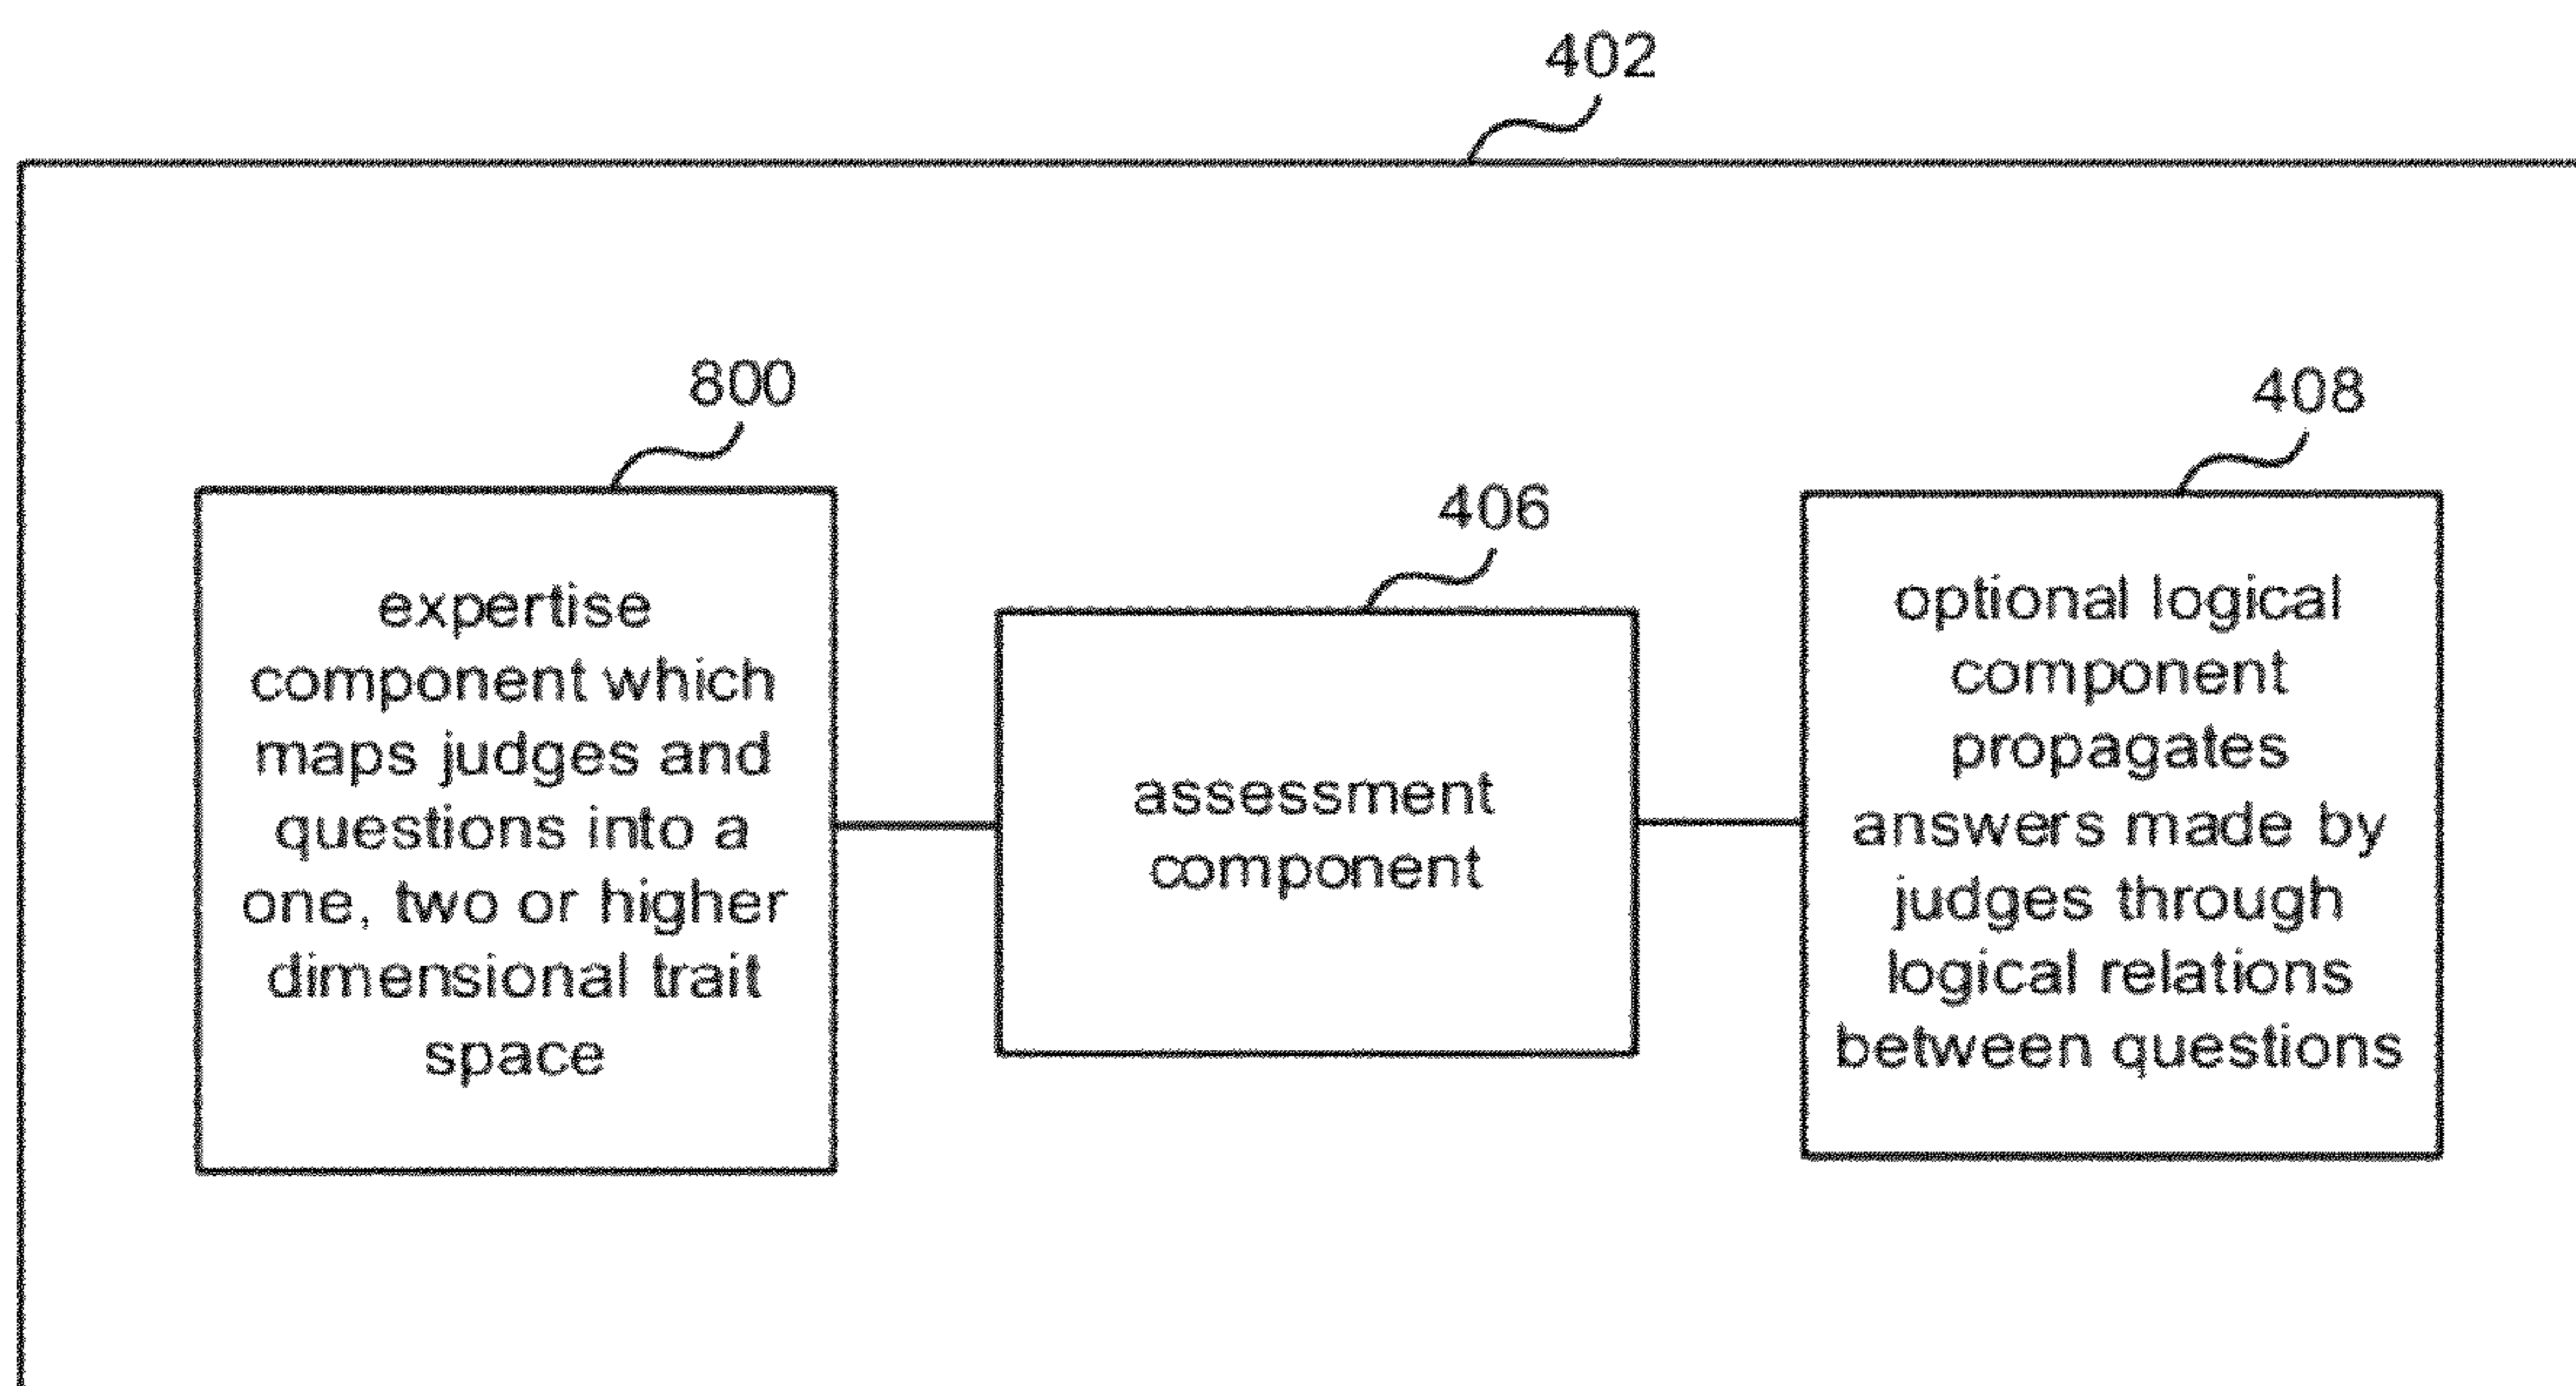 402
800
expertise
component which
maps judges and
questions into a
one, two or higher
dimensional trait
space
406
assessment
component
408
optional logical
component
propagates
answers made by
judges through
logical relations
between questions